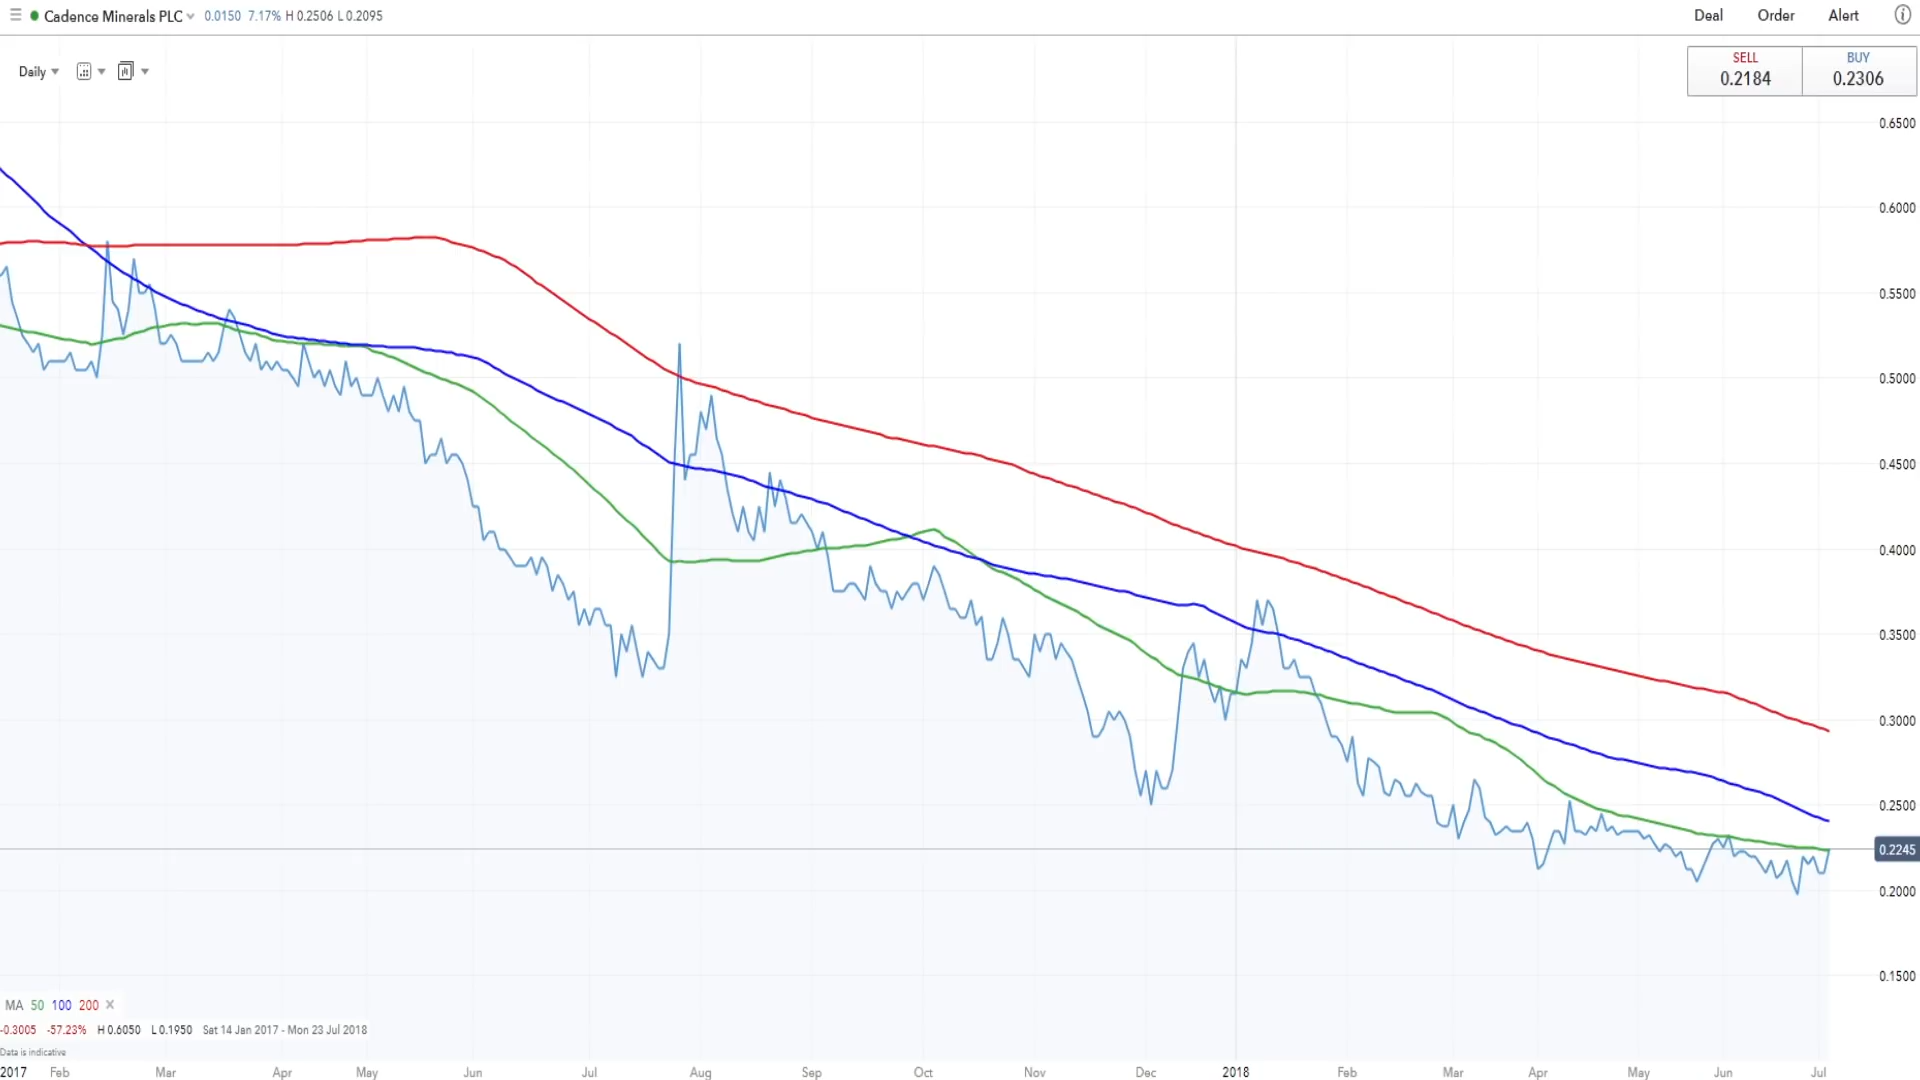 Cadence Minerals PLC 0.0150 7.17% H 0.2506 L 0.2095
Deal Order Alert
Daily
SELL BUY
0.2184 0.2306
0.6500
0.6000
0.5500
0.5000
0.4500
0.4000
0.3500
0.3000
0.2500
0.2245
0.2000
0.1500
MA 50 100 200
-0.3005 -57.23% H 0.6050 L 0.1950 Sat 14 Jan 2017 - Mon 23 Jul 2018
Data is indicative
2017 Feb Mar Apr May Jun Jul Aug Sep Oct Nov Dec 2018 Feb Mar Apr May Jun Jul